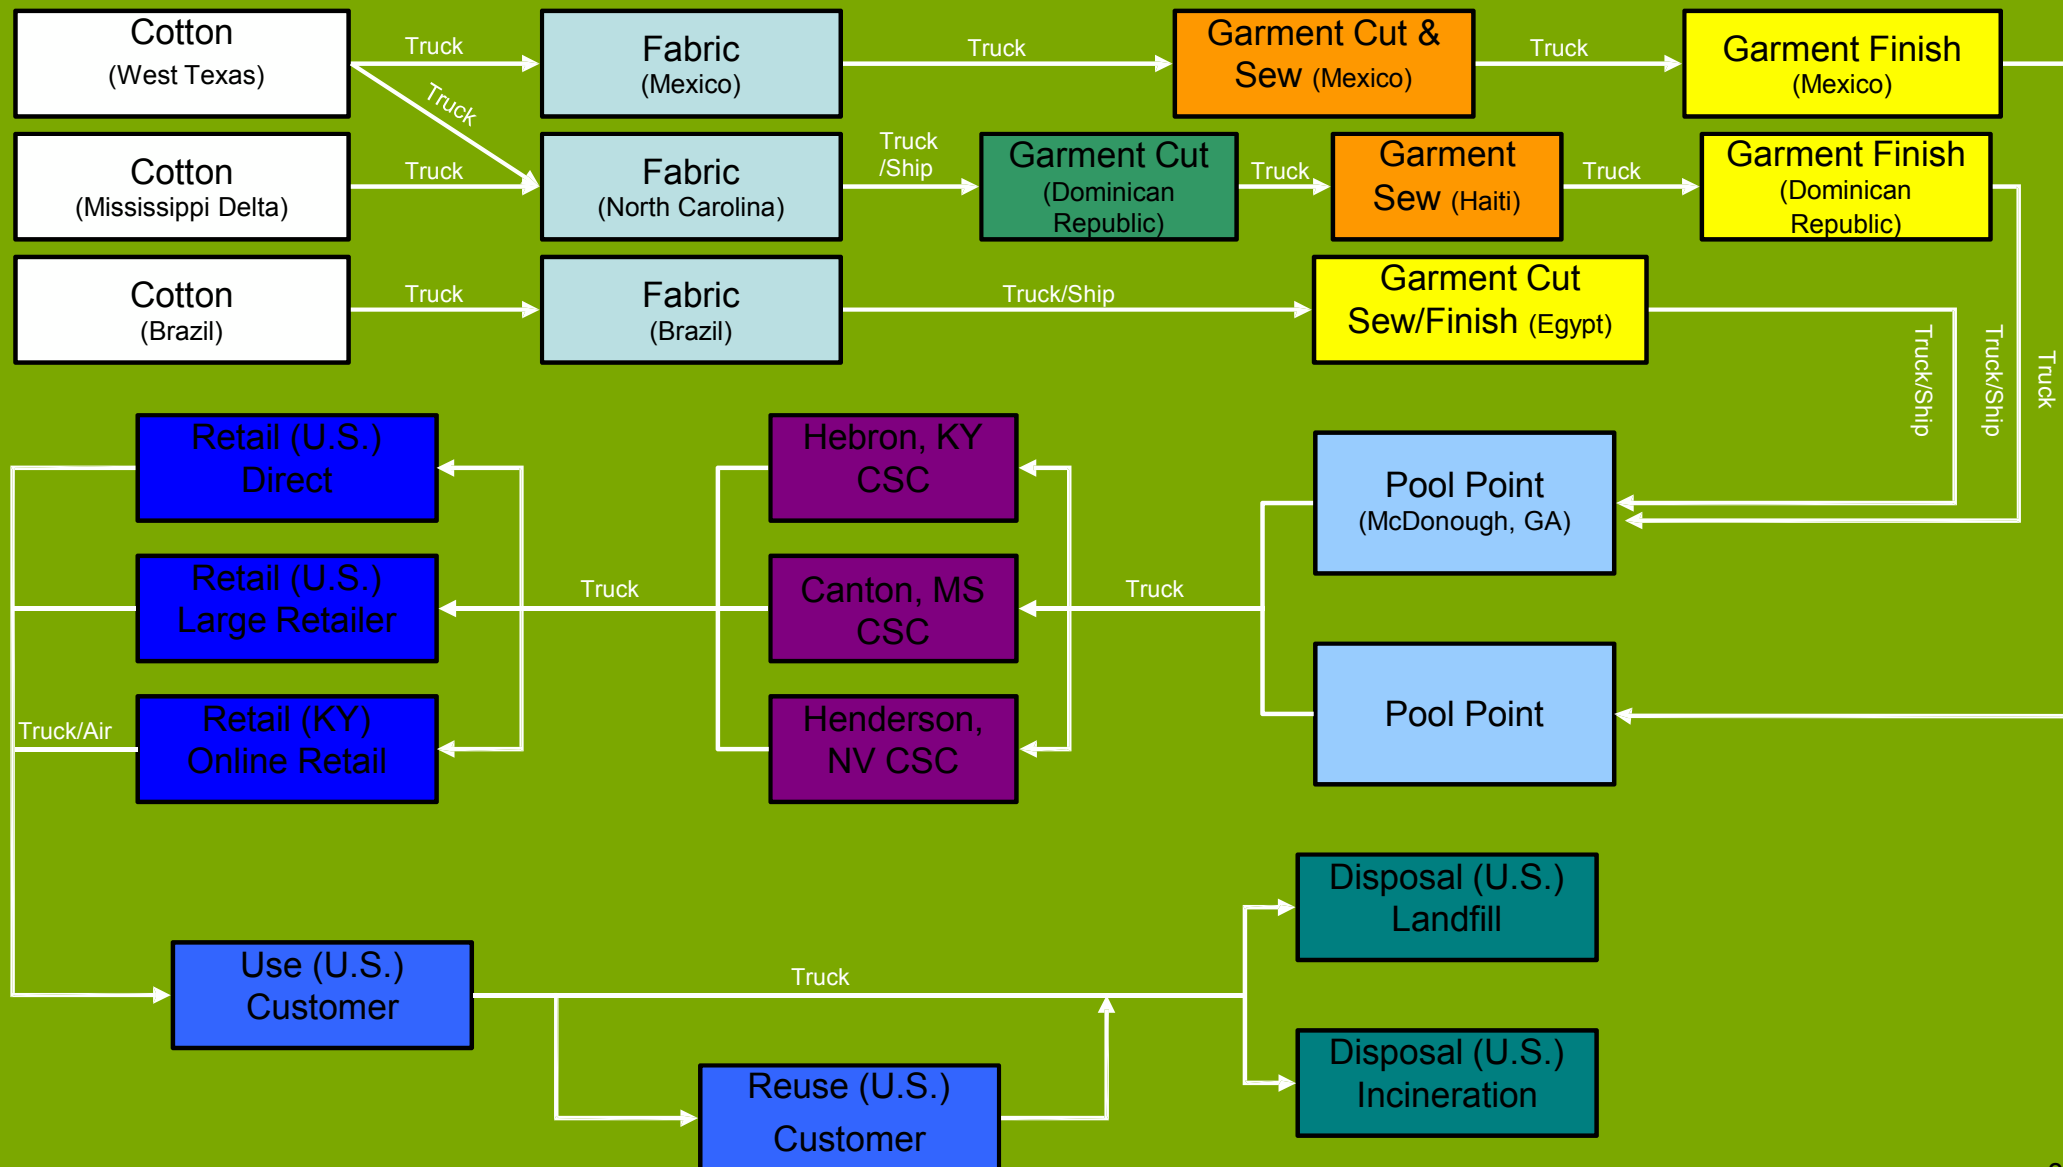 Cotton
(West Texas)
Truck
Truck
Fabric
(Mexico)
Truck
Garment Cut &
Sew (Mexico)
Truck
Garment Finish
(Mexico)
Cotton
(Mississippi Delta)
Truck
Fabric
(North Carolina)
Truck
/Ship
Garment Cut
(Dominican
Republic)
Truck
Garment
Sew (Haiti)
Truck
Garment Finish
(Dominican
Republic)
Cotton
(Brazil)
Truck
Fabric
(Brazil)
Truck/Ship
Garment Cut
Sew/Finish (Egypt)
Truck/Ship
Truck/Ship
Truck
Retail (U.S.)
Direct
Hebron, KY
CSC
Pool Point
(McDonough, GA)
Retail (U.S.)
Large Retailer
Truck
Canton, MS
CSC
Truck
Truck/Air
Retail (KY)
Online Retail
Henderson,
NV CSC
Pool Point
Disposal (U.S.)
Landfill
Use (U.S.)
Customer
Truck
Disposal (U.S.)
Incineration
Reuse (U.S.)
Customer